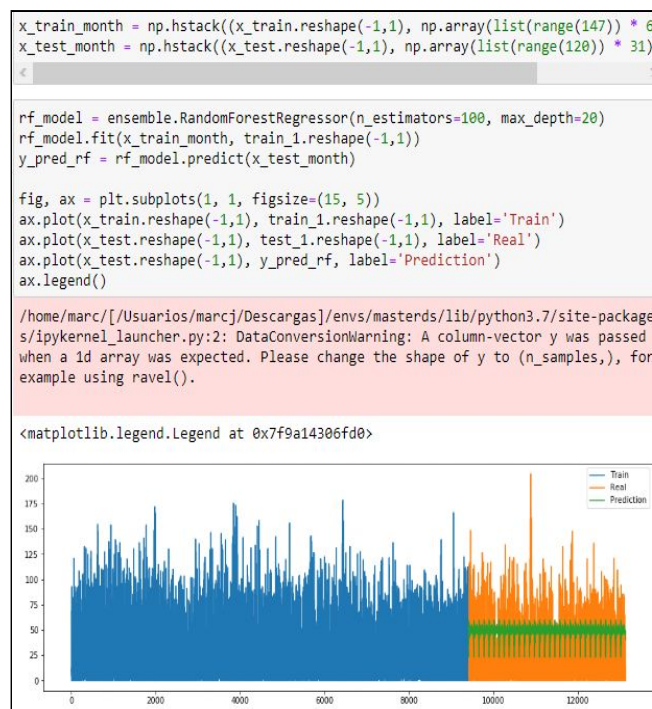 x_train_month = np.hstack((x_train.reshape(-1,1), np.array(list(range(147)) * 6
x_test_month = np.hstack((x_test.reshape(-1,1), np.array(list(range(120)) * 31)
rf_model = ensemble.RandomForestRegressor(n_estimators=100, max_depth=20)
rf_model.fit(x_train_month, train_1.reshape(-1,1))
y_pred_rf = rf_model.predict(x_test_month)
fig, ax = plt.subplots(1, 1, figsize=(15, 5))
ax.plot(x_train.reshape(-1,1), train_1.reshape(-1,1), label='Train')
ax.plot(x_test.reshape(-1,1), test_1.reshape(-1,1), label='Real')
ax.plot(x_test.reshape(-1,1), y_pred_rf, label='Prediction')
ax.legend()
/home/marc/[/Usuarios/marcj/Descargas]/envs/masterds/lib/python3.7/site-package
s/ipykernel_launcher.py:2: DataConversionWarning: A column-vector y was passed
when a 1d array was expected. Please change the shape of y to (n_samples,), for
example using ravel().
<matplotlib.legend.Legend at 0x7f9a14306fd0>
Train
Real
Prediction
200
175
150
125
100
75
50
25
0
0 2000 4000 6000 8000 10000 12000